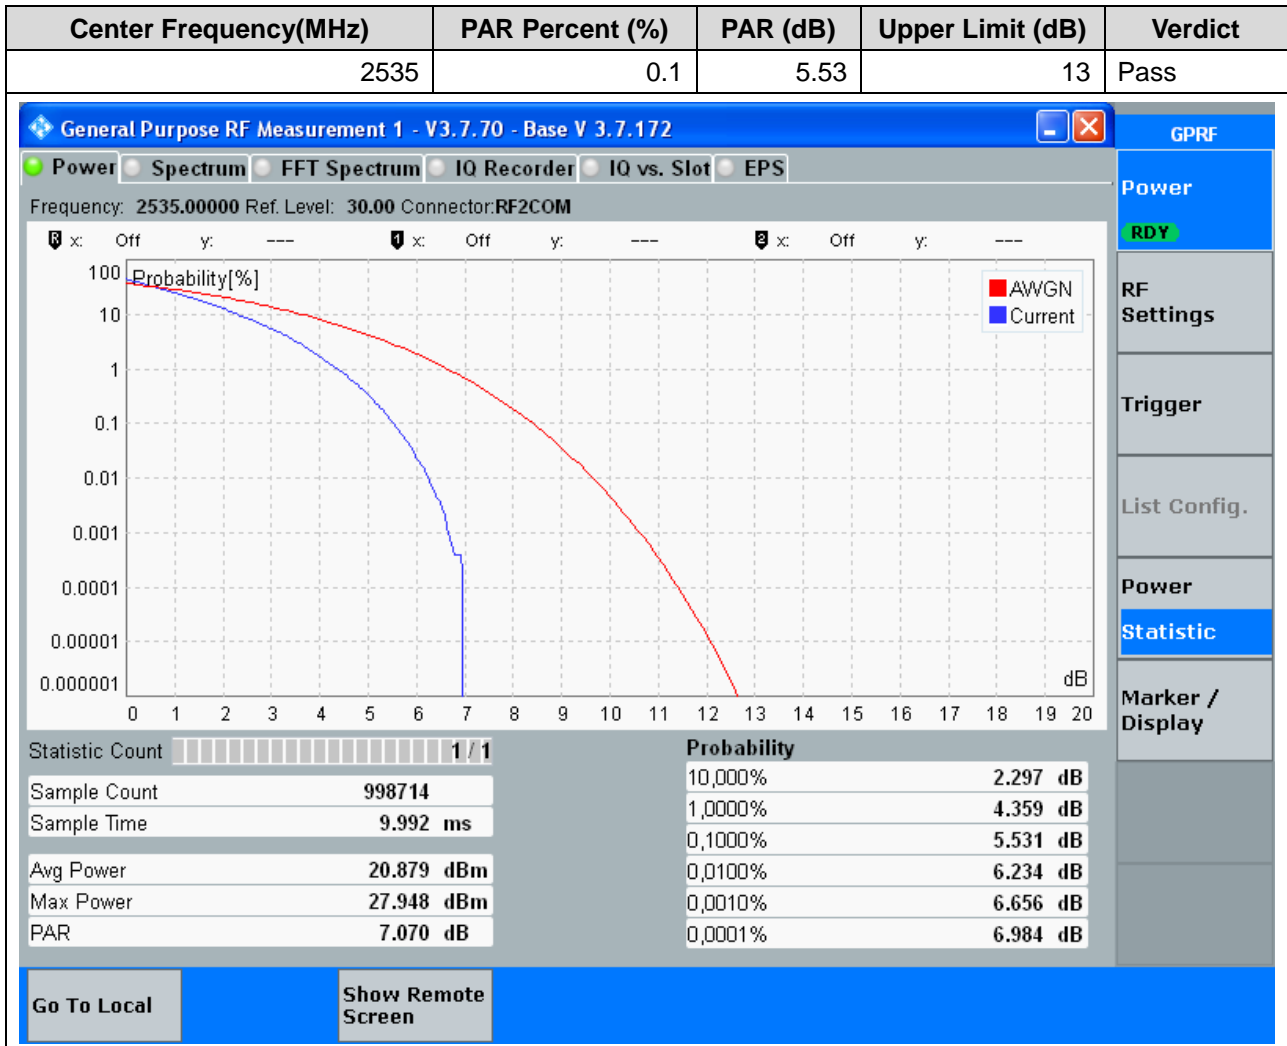 Center Frequency(MHz) PAR Percent (%) PAR (dB) Upper Limit (dB) Verdict
2535 0.1 5.53 13 Pass
General Purpose RF Measurement 1 - V3.7.70 - Base V 3.7.172
GPRF
Power Spectrum FFT Spectrum IQ Recorder IQ vs. Slot EPS
Frequency: 2535.00000 Ref. Level: 30.00 Connector:RF2COM
R x: Off y: --- 1 x: Off y: --- 2 x: Off y: ---
Probability[%]
AWGN
Current
100
10
1
0.1
0.01
0.001
0.0001
0.00001
0.000001
dB
0 1 2 3 4 5 6 7 8 9 10 11 12 13 14 15 16 17 18 19 20
Statistic Count 1 / 1
Sample Count 998714
Sample Time 9.992 ms
Avg Power 20.879 dBm
Max Power 27.948 dBm
PAR 7.070 dB
Probability
10,000% 2.297 dB
1,0000% 4.359 dB
0,1000% 5.531 dB
0,0100% 6.234 dB
0,0010% 6.656 dB
0,0001% 6.984 dB
Power
RDY
RF
Settings
Trigger
List Config.
Power
Statistic
Marker /
Display
Go To Local
Show Remote
Screen